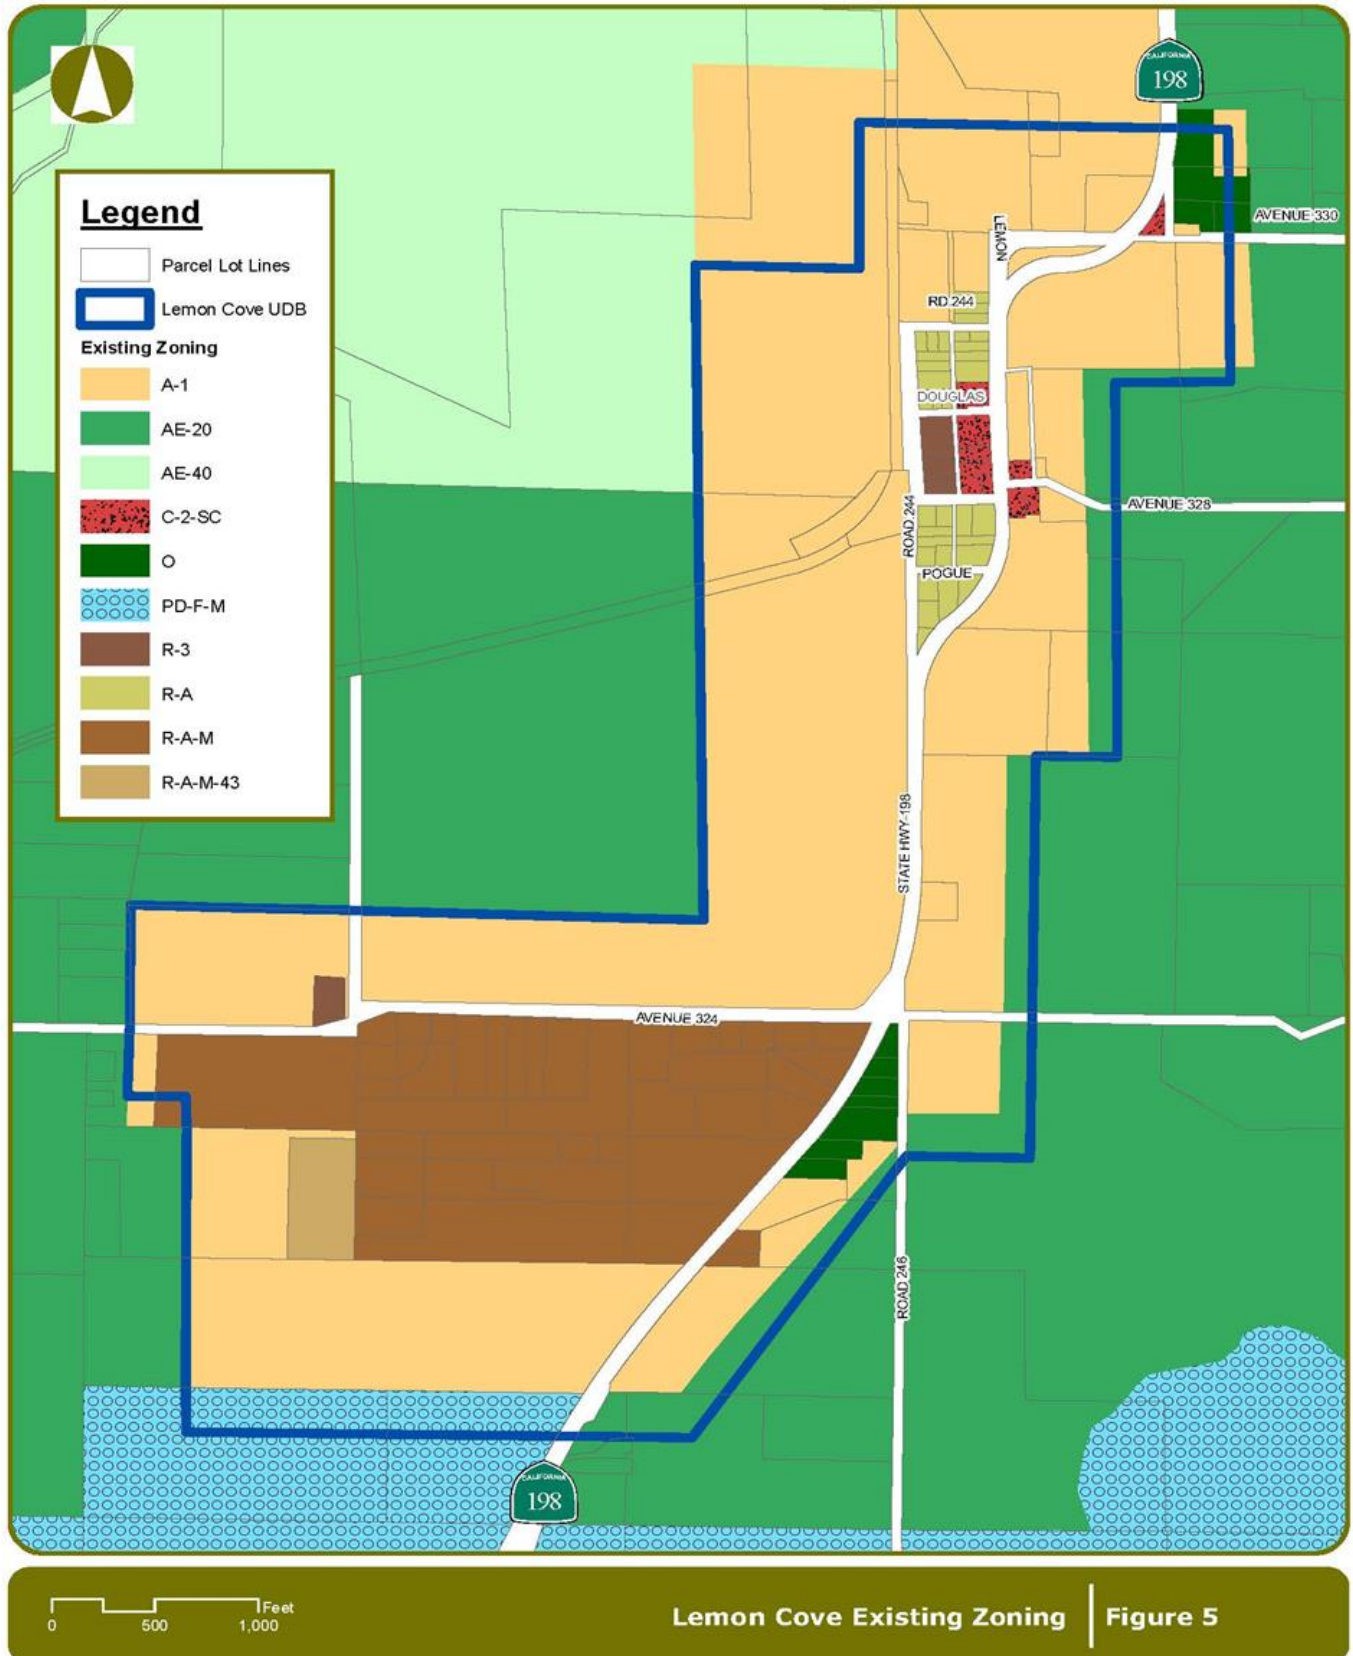 CALIFORNIA
198
Legend
Parcel Lot Lines
Lemon Cove UDB
Existing Zoning
A-1
AE-20
AE-40
C-2-SC
O
PD-F-M
R-3
R-A
R-A-M
R-A-M-43
AVENUE 330
LEMON
RD 244
DOUGLAS
AVENUE 328
ROAD 244
POGUE
STATE HWY-198
AVENUE 324
ROAD 246
CALIFORNIA
198
Feet
0 500 1,000
Lemon Cove Existing Zoning Figure 5